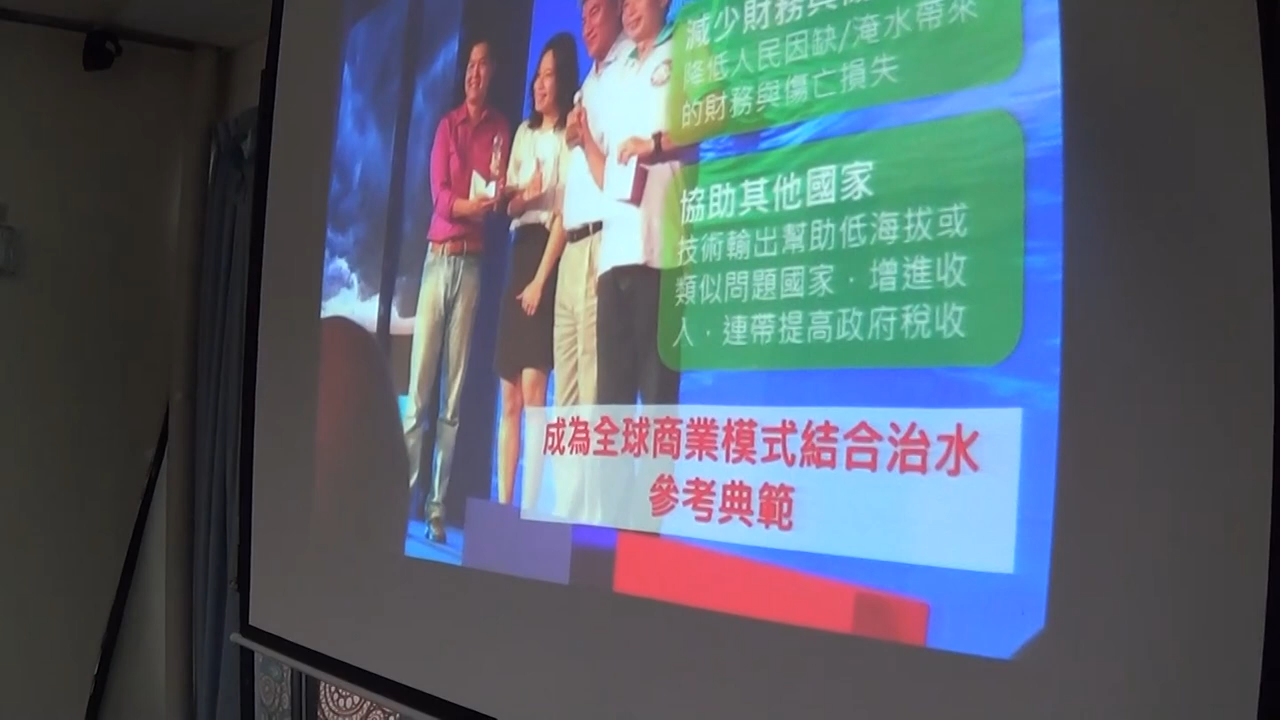 減少財務與
降低人民因缺/淹水帶來
的財務與傷亡損失
協助其他國家
技術輸出幫助低海拔或
類似問題國家，增進收
入，連帶提高政府稅收
成為全球商業模式結合治水
參考典範